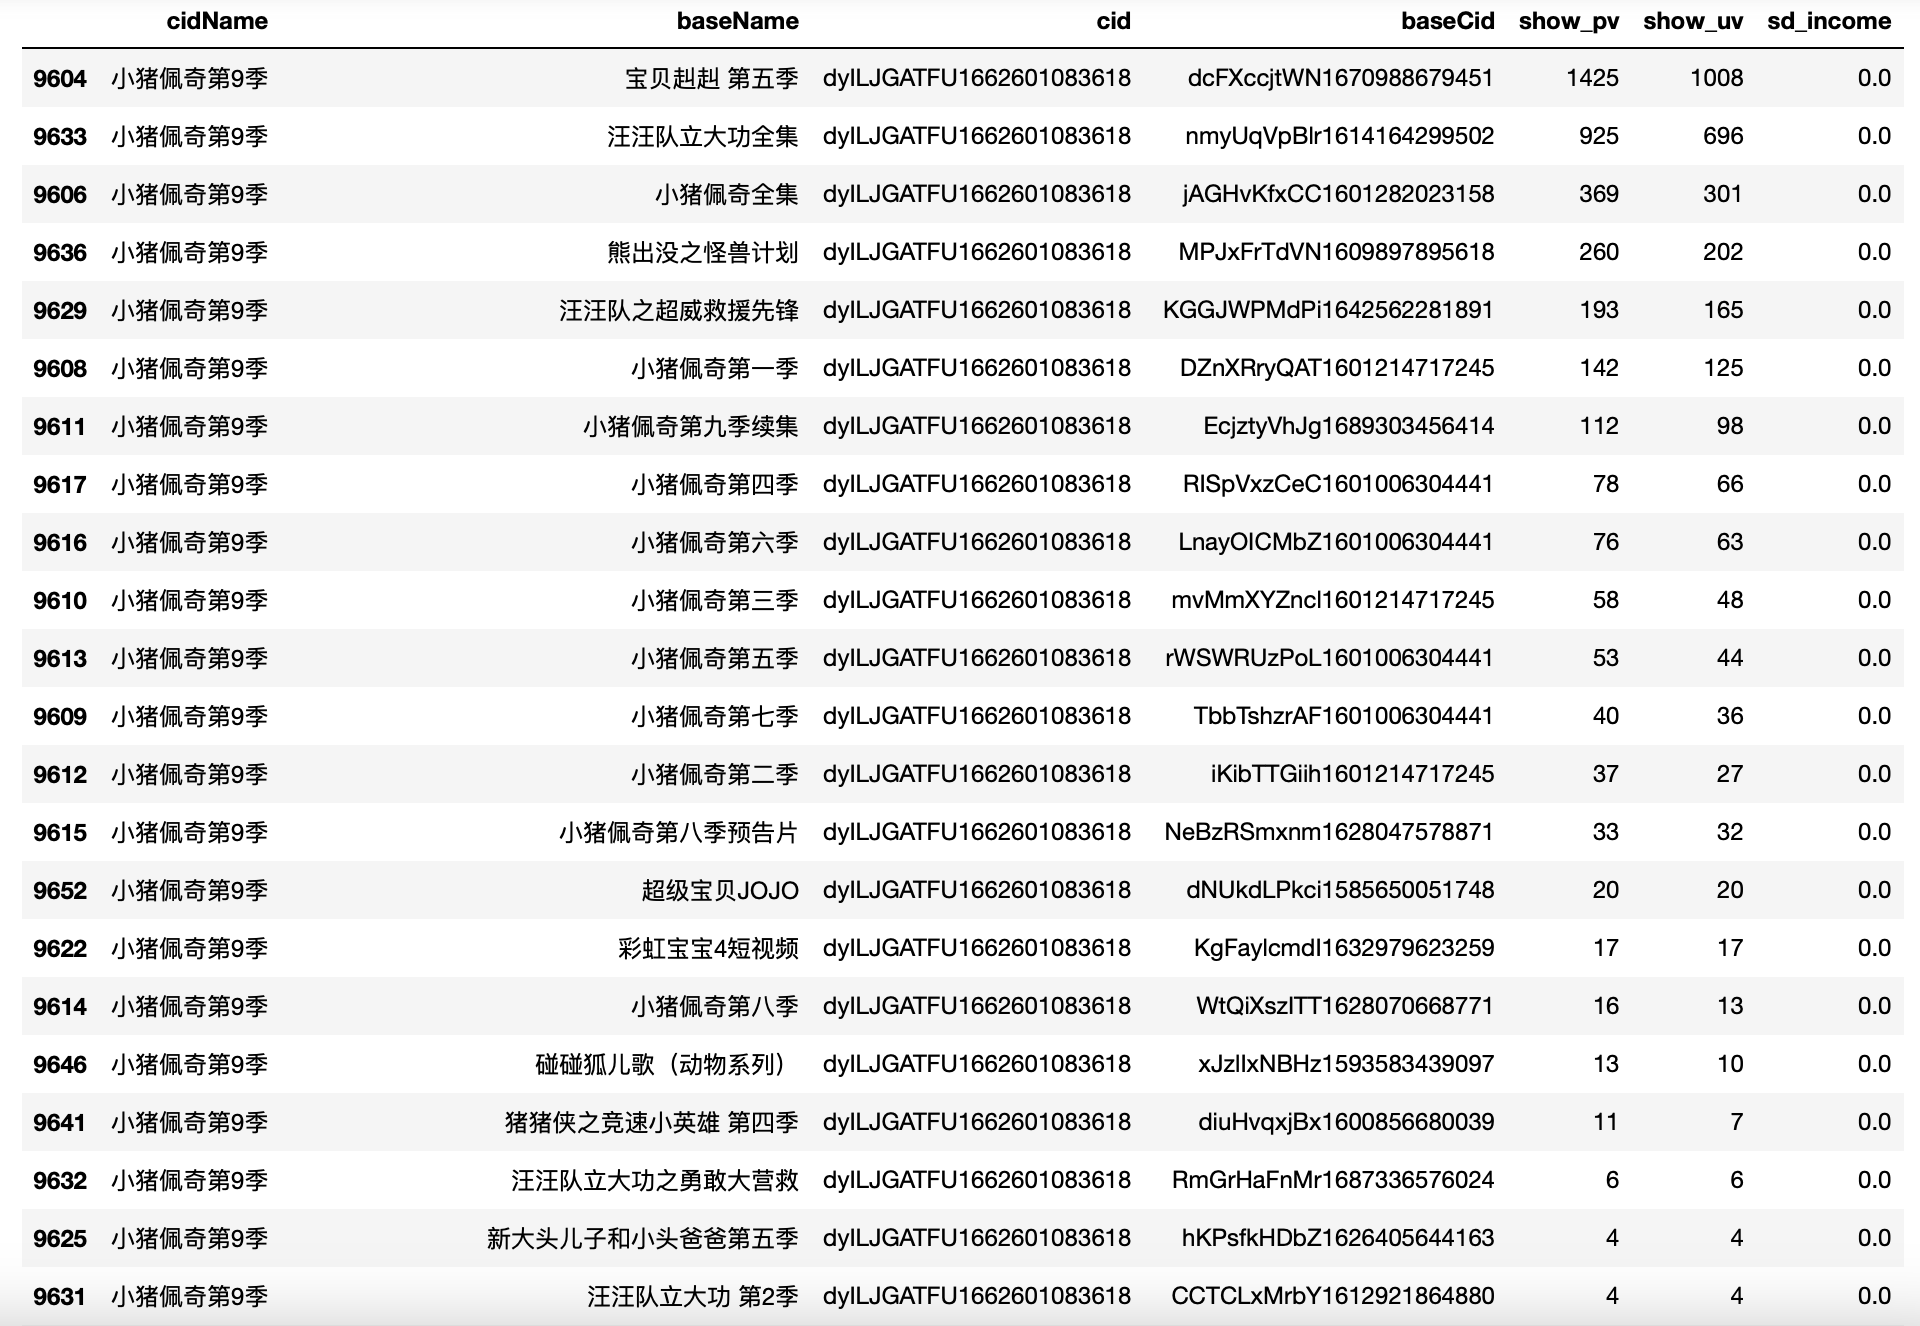 cidName baseName cid baseCid show_pv show_uv sd_income
9604 小猪佩奇第9季 宝贝赳赳 第五季 dyILJGATFU1662601083618 dcFXccjtWN1670988679451 1425 1008 0.0
9633 小猪佩奇第9季 汪汪队立大功全集 dyILJGATFU1662601083618 nmyUqVpBlr1614164299502 925 696 0.0
9606 小猪佩奇第9季 小猪佩奇全集 dyILJGATFU1662601083618 jAGHvKfxCC1601282023158 369 301 0.0
9636 小猪佩奇第9季 熊出没之怪兽计划 dyILJGATFU1662601083618 MPJxFrTdVN1609897895618 260 202 0.0
9629 小猪佩奇第9季 汪汪队之超威救援先锋 dyILJGATFU1662601083618 KGGJWPMdPi1642562281891 193 165 0.0
9608 小猪佩奇第9季 小猪佩奇第一季 dyILJGATFU1662601083618 DZnXRryQAT1601214717245 142 125 0.0
9611 小猪佩奇第9季 小猪佩奇第九季续集 dyILJGATFU1662601083618 EcjztyVhJg1689303456414 112 98 0.0
9617 小猪佩奇第9季 小猪佩奇第四季 dyILJGATFU1662601083618 RISpVxzCeC1601006304441 78 66 0.0
9616 小猪佩奇第9季 小猪佩奇第六季 dyILJGATFU1662601083618 LnayOICMbZ1601006304441 76 63 0.0
9610 小猪佩奇第9季 小猪佩奇第三季 dyILJGATFU1662601083618 mvMmXYZncI1601214717245 58 48 0.0
9613 小猪佩奇第9季 小猪佩奇第五季 dyILJGATFU1662601083618 rWSWRUzPoL1601006304441 53 44 0.0
9609 小猪佩奇第9季 小猪佩奇第七季 dyILJGATFU1662601083618 TbbTshzrAF1601006304441 40 36 0.0
9612 小猪佩奇第9季 小猪佩奇第二季 dyILJGATFU1662601083618 iKibTTGiih1601214717245 37 27 0.0
9615 小猪佩奇第9季 小猪佩奇第八季预告片 dyILJGATFU1662601083618 NeBzRSmxnm1628047578871 33 32 0.0
9652 小猪佩奇第9季 超级宝贝JOJO dyILJGATFU1662601083618 dNUkdLPkci1585650051748 20 20 0.0
9622 小猪佩奇第9季 彩虹宝宝4短视频 dyILJGATFU1662601083618 KgFaylcmdI1632979623259 17 17 0.0
9614 小猪佩奇第9季 小猪佩奇第八季 dyILJGATFU1662601083618 WtQiXszITT1628070668771 16 13 0.0
9646 小猪佩奇第9季 碰碰狐儿歌（动物系列） dyILJGATFU1662601083618 xJzIlxNBHz1593583439097 13 10 0.0
9641 小猪佩奇第9季 猪猪侠之竞速小英雄 第四季 dyILJGATFU1662601083618 diuHvqxjBx1600856680039 11 7 0.0
9632 小猪佩奇第9季 汪汪队立大功之勇敢大营救 dyILJGATFU1662601083618 RmGrHaFnMr1687336576024 6 6 0.0
9625 小猪佩奇第9季 新大头儿子和小头爸爸第五季 dyILJGATFU1662601083618 hKPsfkHDbZ1626405644163 4 4 0.0
9631 小猪佩奇第9季 汪汪队立大功 第2季 dyILJGATFU1662601083618 CCTCLxMrbY1612921864880 4 4 0.0